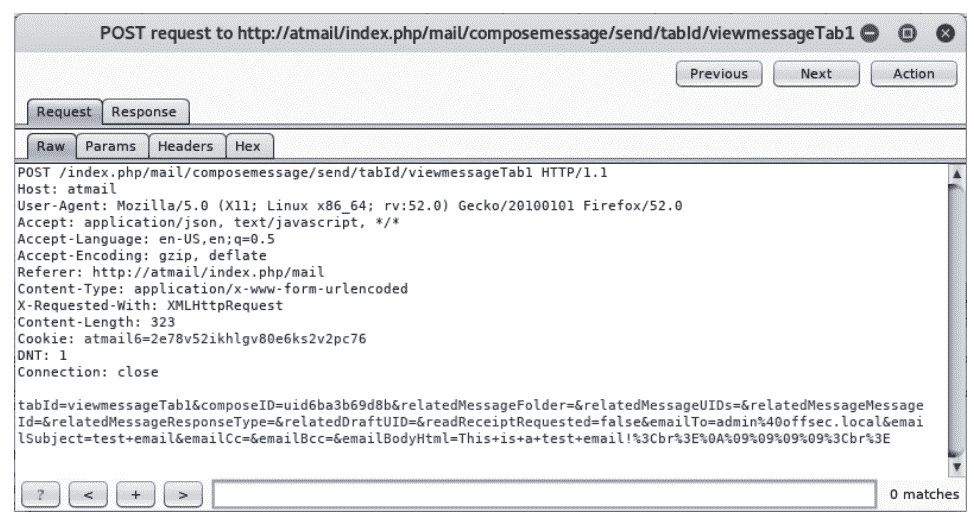 POST request to http://atmail/index.php/mail/composemessage/send/tabId/viewmessageTab1
Previous Next Action
Request Response
Raw Params Headers Hex
POST /index.php/mail/composemessage/send/tabId/viewmessageTab1 HTTP/1.1
Host: atmail
User-Agent: Mozilla/5.0 (X11; Linux x86_64; rv:52.0) Gecko/20100101 Firefox/52.0
Accept: application/json, text/javascript, */*
Accept-Language: en-US,en;q=0.5
Accept-Encoding: gzip, deflate
Referer: http://atmail/index.php/mail
Content-Type: application/x-www-form-urlencoded
X-Requested-With: XMLHttpRequest
Content-Length: 323
Cookie: atmail6=2e78v52ikhlgv80e6ks2v2pc76
DNT: 1
Connection: close
tabId=viewmessageTab1&composeID=uid6ba3b69d8b&relatedMessageFolder=&relatedMessageUIDs=&relatedMessageMessage
Id=&relatedMessageResponseType=&relatedDraftUID=&readReceiptRequested=false&emailTo=admin%40offsec.local&emai
lSubject=test+email&emailCc=&emailBcc=&emailBodyHtml=This+is+a+test+email!%3Cbr%3E%0A%09%09%09%09%3Cbr%3E
? < + > 0 matches